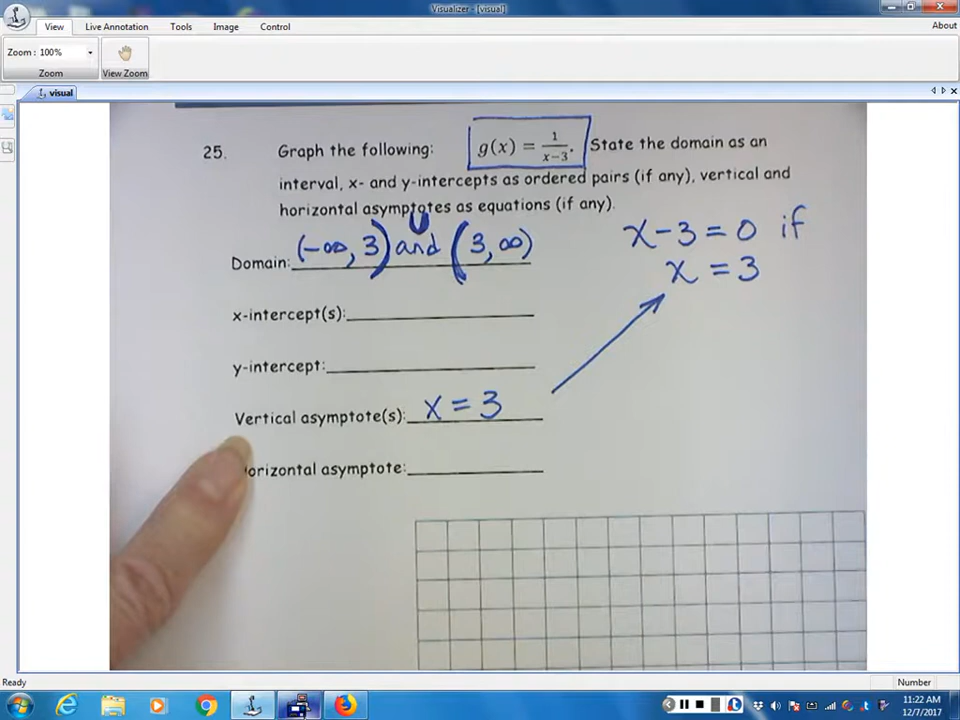 Visualizer - [visual]
View Live Annotation Tools Image Control About
Zoom : 100%
Zoom View Zoom
visual
25. Graph the following: g(x) = 1/(x-3). State the domain as an
interval, x- and y-intercepts as ordered pairs (if any), vertical and
horizontal asymptotes as equations (if any).
U
Domain: (-∞, 3) and (3, ∞)
x-3 = 0 if
x = 3
x-intercept(s):
y-intercept:
Vertical asymptote(s): x = 3
orizontal asymptote:
Ready Number
11:22 AM
12/7/2017